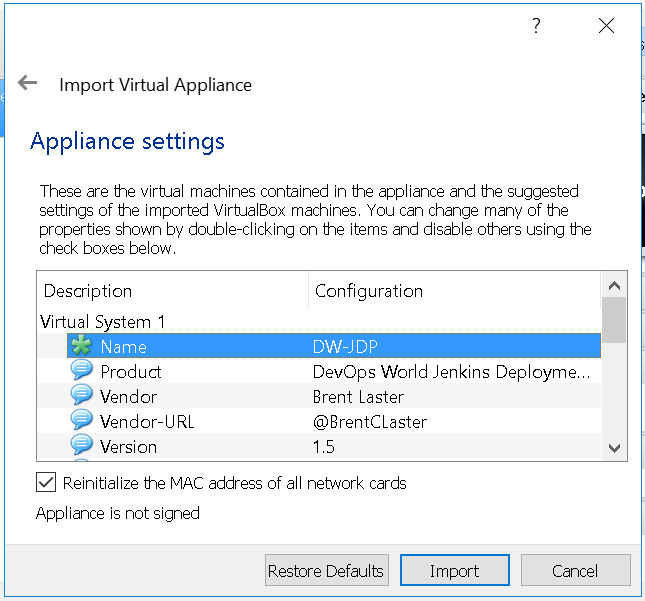 ?
Import Virtual Appliance
Appliance settings
These are the virtual machines contained in the appliance and the suggested
settings of the imported VirtualBox machines. You can change many of the
properties shown by double-clicking on the items and disable others using the
check boxes below.
Description Configuration
Virtual System 1
Name DW-JDP
Product DevOps World Jenkins Deployme...
Vendor Brent Laster
Vendor-URL @BrentCLaster
Version 1.5
Reinitialize the MAC address of all network cards
Appliance is not signed
Restore Defaults Import Cancel